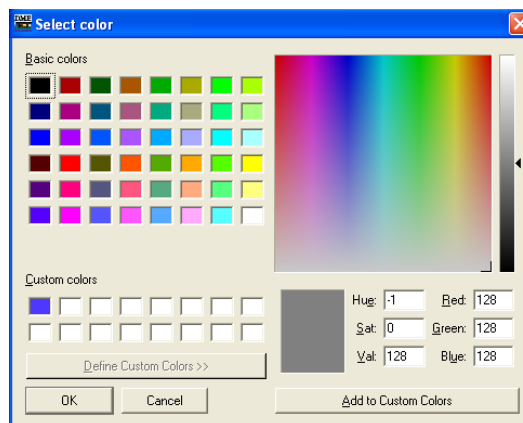 DME
Select color
Basic colors
Custom colors
Define Custom Colors >>
OK
Cancel
Hue: -1
Red: 128
Sat: 0
Green: 128
Val: 128
Blue: 128
Add to Custom Colors